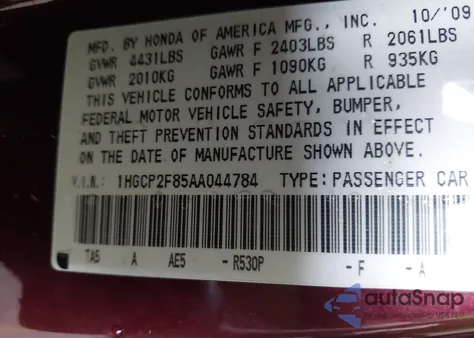 MFD. BY HONDA OF AMERICA MFG., INC. 10/'09
GVWR 4431LBS GAWR F 2403LBS R 2061LBS
GVWR 2010KG GAWR F 1090KG R 935KG
THIS VEHICLE CONFORMS TO ALL APPLICABLE
FEDERAL MOTOR VEHICLE SAFETY, BUMPER,
AND THEFT PREVENTION STANDARDS IN EFFECT
ON THE DATE OF MANUFACTURE SHOWN ABOVE.
V.I.N.: 1HGCP2F85AA044784 TYPE: PASSENGER CAR
TA5 A AE5 - R530P - F - A
autoSnap